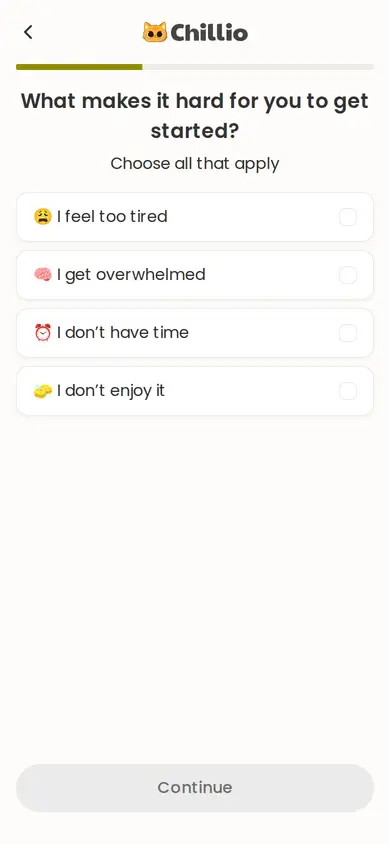 Chillio
What makes it hard for you to get
started?
Choose all that apply
😩 I feel too tired
🧠 I get overwhelmed
⏰ I don’t have time
🧽 I don’t enjoy it
Continue